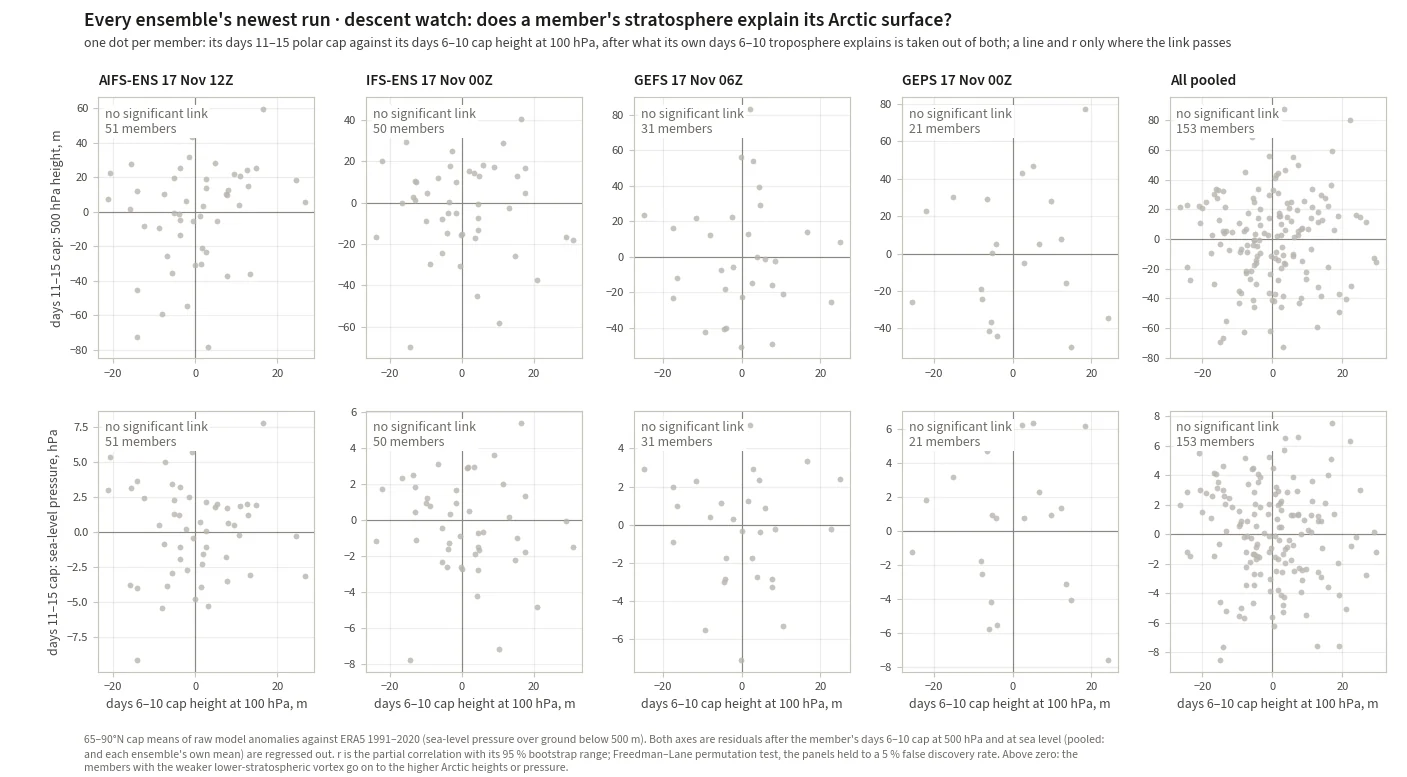 Every ensemble's newest run · descent watch: does a member's stratosphere explain its Arctic surface?
one dot per member: its days 11–15 polar cap against its days 6–10 cap height at 100 hPa, after what its own days 6–10 troposphere explains is taken out of both; a line and r only where the link passes
AIFS-ENS 17 Nov 12Z
IFS-ENS 17 Nov 00Z
GEFS 17 Nov 06Z
GEPS 17 Nov 00Z
All pooled
days 11–15 cap: 500 hPa height, m
no significant link
51 members
60
40
20
0
−20
−40
−60
−80
−20
0
20
no significant link
50 members
40
20
0
−20
−40
−60
−20
0
20
no significant link
31 members
80
60
40
20
0
−20
−40
−20
0
20
no significant link
21 members
80
60
40
20
0
−20
−40
−20
0
20
no significant link
153 members
80
60
40
20
0
−20
−40
−60
−80
−20
0
20
days 11–15 cap: sea-level pressure, hPa
no significant link
51 members
7.5
5.0
2.5
0.0
−2.5
−5.0
−7.5
−20
0
20
days 6–10 cap height at 100 hPa, m
no significant link
50 members
6
4
2
0
−2
−4
−6
−8
−20
0
20
days 6–10 cap height at 100 hPa, m
no significant link
31 members
4
2
0
−2
−4
−6
−20
0
20
days 6–10 cap height at 100 hPa, m
no significant link
21 members
6
4
2
0
−2
−4
−6
−8
−20
0
20
days 6–10 cap height at 100 hPa, m
no significant link
153 members
8
6
4
2
0
−2
−4
−6
−8
−20
0
20
days 6–10 cap height at 100 hPa, m
65–90°N cap means of raw model anomalies against ERA5 1991–2020 (sea-level pressure over ground below 500 m). Both axes are residuals after the member's days 6–10 cap at 500 hPa and at sea level (pooled:
and each ensemble's own mean) are regressed out. r is the partial correlation with its 95 % bootstrap range; Freedman–Lane permutation test, the panels held to a 5 % false discovery rate. Above zero: the
members with the weaker lower-stratospheric vortex go on to the higher Arctic heights or pressure.